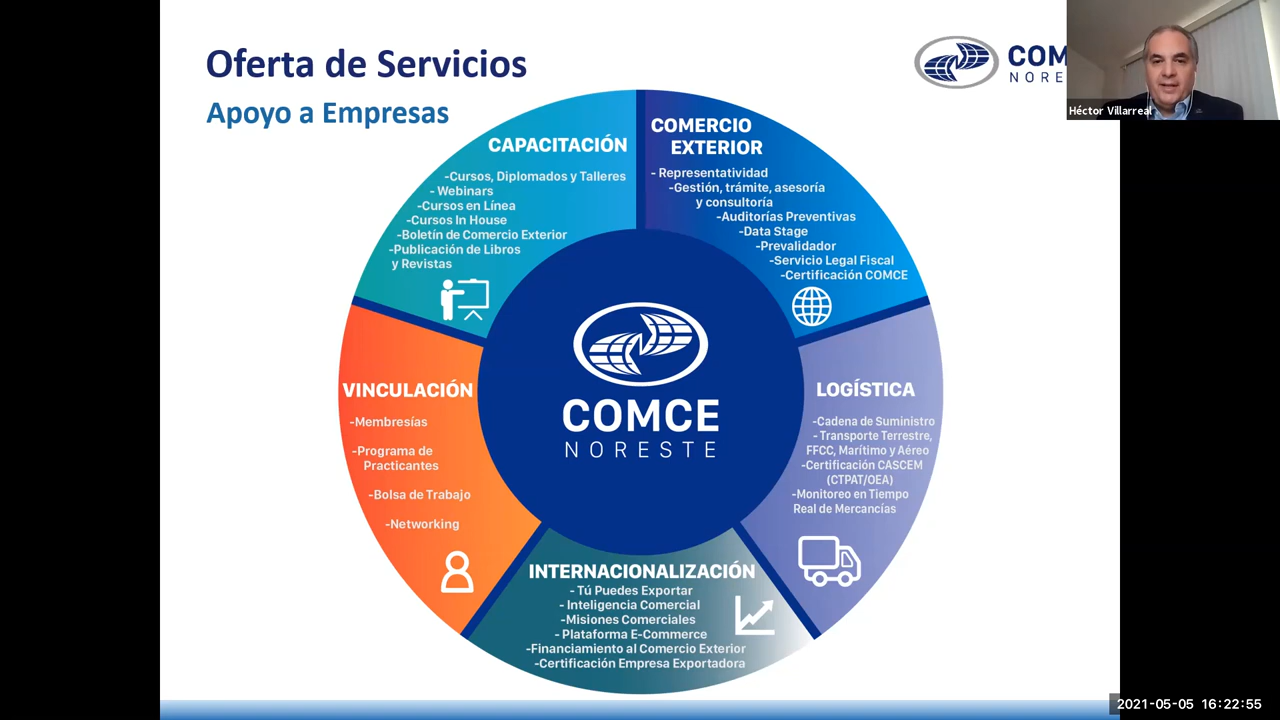 Oferta de Servicios
Apoyo a Empresas
COM
NORE
Héctor Villarreal
CAPACITACIÓN
-Cursos, Diplomados y Talleres
- Webinars
-Cursos en Línea
-Cursos In House
-Boletín de Comercio Exterior
-Publicación de Libros
y Revistas
COMERCIO
EXTERIOR
- Representatividad
-Gestión, trámite, asesoría
y consultoría
-Auditorías Preventivas
-Data Stage
-Prevalidador
-Servicio Legal Fiscal
-Certificación COMCE
VINCULACIÓN
-Membresías
-Programa de
Practicantes
-Bolsa de Trabajo
-Networking
COMCE
NORESTE
LOGÍSTICA
-Cadena de Suministro
- Transporte Terrestre,
FFCC, Marítimo y Aéreo
-Certificación CASCEM
(CTPAT/OEA)
-Monitoreo en Tiempo
Real de Mercancías
INTERNACIONALIZACIÓN
- Tú Puedes Exportar
- Inteligencia Comercial
-Misiones Comerciales
- Plataforma E-Commerce
-Financiamiento al Comercio Exterior
-Certificación Empresa Exportadora
2021-05-05 16:22:55